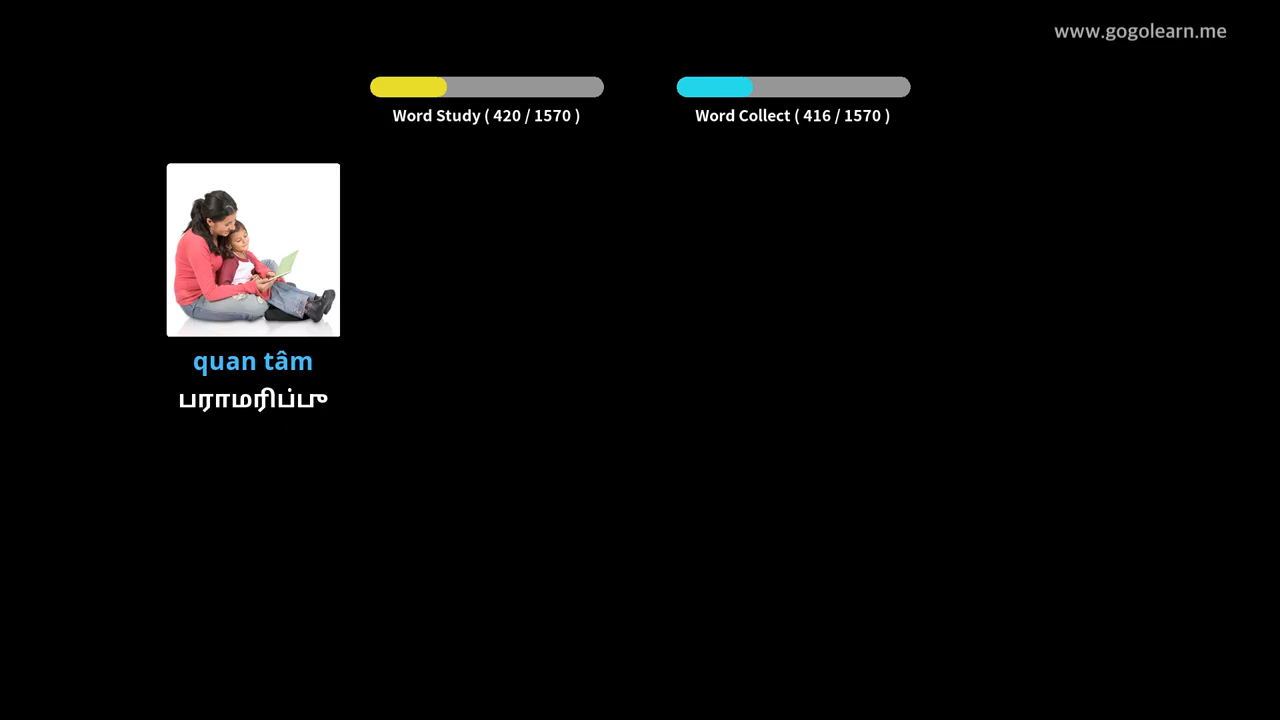 www.gogolearn.me
Word Study ( 420 / 1570 )
Word Collect ( 416 / 1570 )
quan tâm
பராமரிப்பு